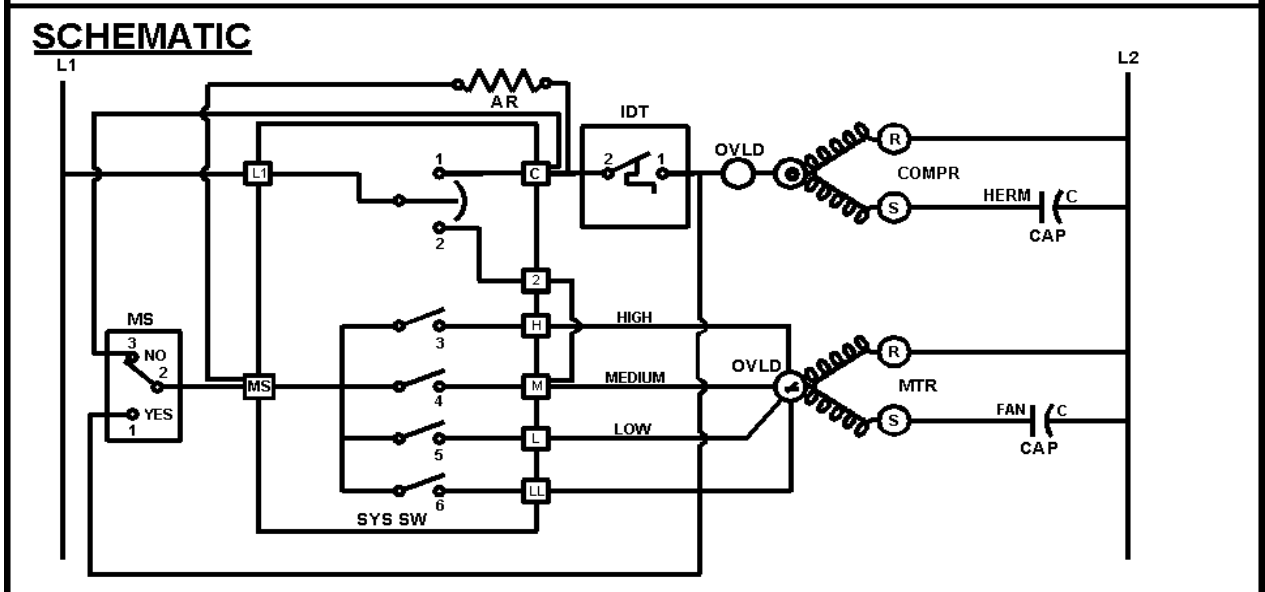 SCHEMATIC
L1
L2
AR
IDT
2
1
OVLD
R
COMPR
S
HERM
C
CAP
L1
1
C
2
2
MS
3
NO
2
YES
1
MS
3
H
HIGH
4
M
MEDIUM
5
L
LOW
6
LL
SYS SW
OVLD
R
MTR
S
FAN
C
CAP